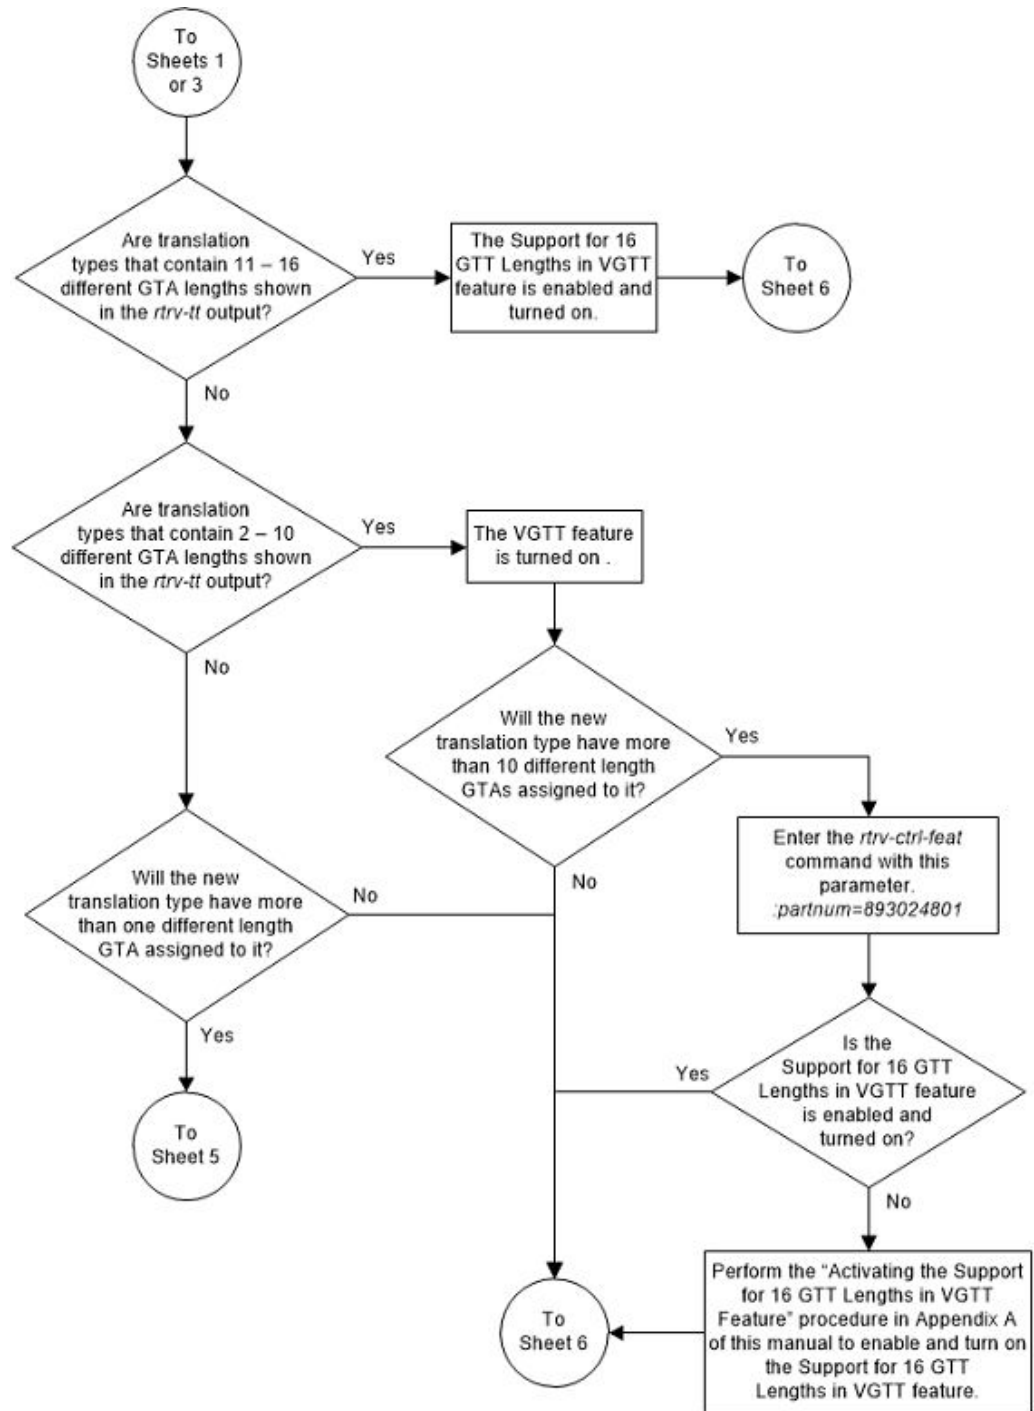 To
Sheets 1
or 3
Are translation
types that contain 11 – 16
different GTA lengths shown
in the rtrv-tt output?
Yes
The Support for 16
GTT Lengths in VGTT
feature is enabled and
turned on.
To
Sheet 6
No
Are translation
types that contain 2 – 10
different GTA lengths shown
in the rtrv-tt output?
Yes
The VGTT feature
is turned on .
No
Will the new
translation type have more
than 10 different length
GTAs assigned to it?
Yes
Enter the rtrv-ctrl-feat
command with this
parameter.
:partnum=893024801
No
Will the new
translation type have more
than one different length
GTA assigned to it?
No
Yes
To
Sheet 5
Is the
Support for 16 GTT
Lengths in VGTT feature
is enabled and
turned on?
Yes
No
Perform the “Activating the Support
for 16 GTT Lengths in VGTT
Feature” procedure in Appendix A
of this manual to enable and turn on
the Support for 16 GTT
Lengths in VGTT feature.
To
Sheet 6